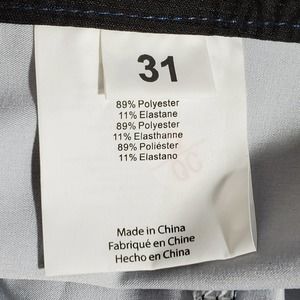 31
89% Polyester
11% Elastane
89% Polyester
11% Elasthanne
89% Poliéster
11% Elastano
Made in China
Fabriqué en Chine
Hecho en China